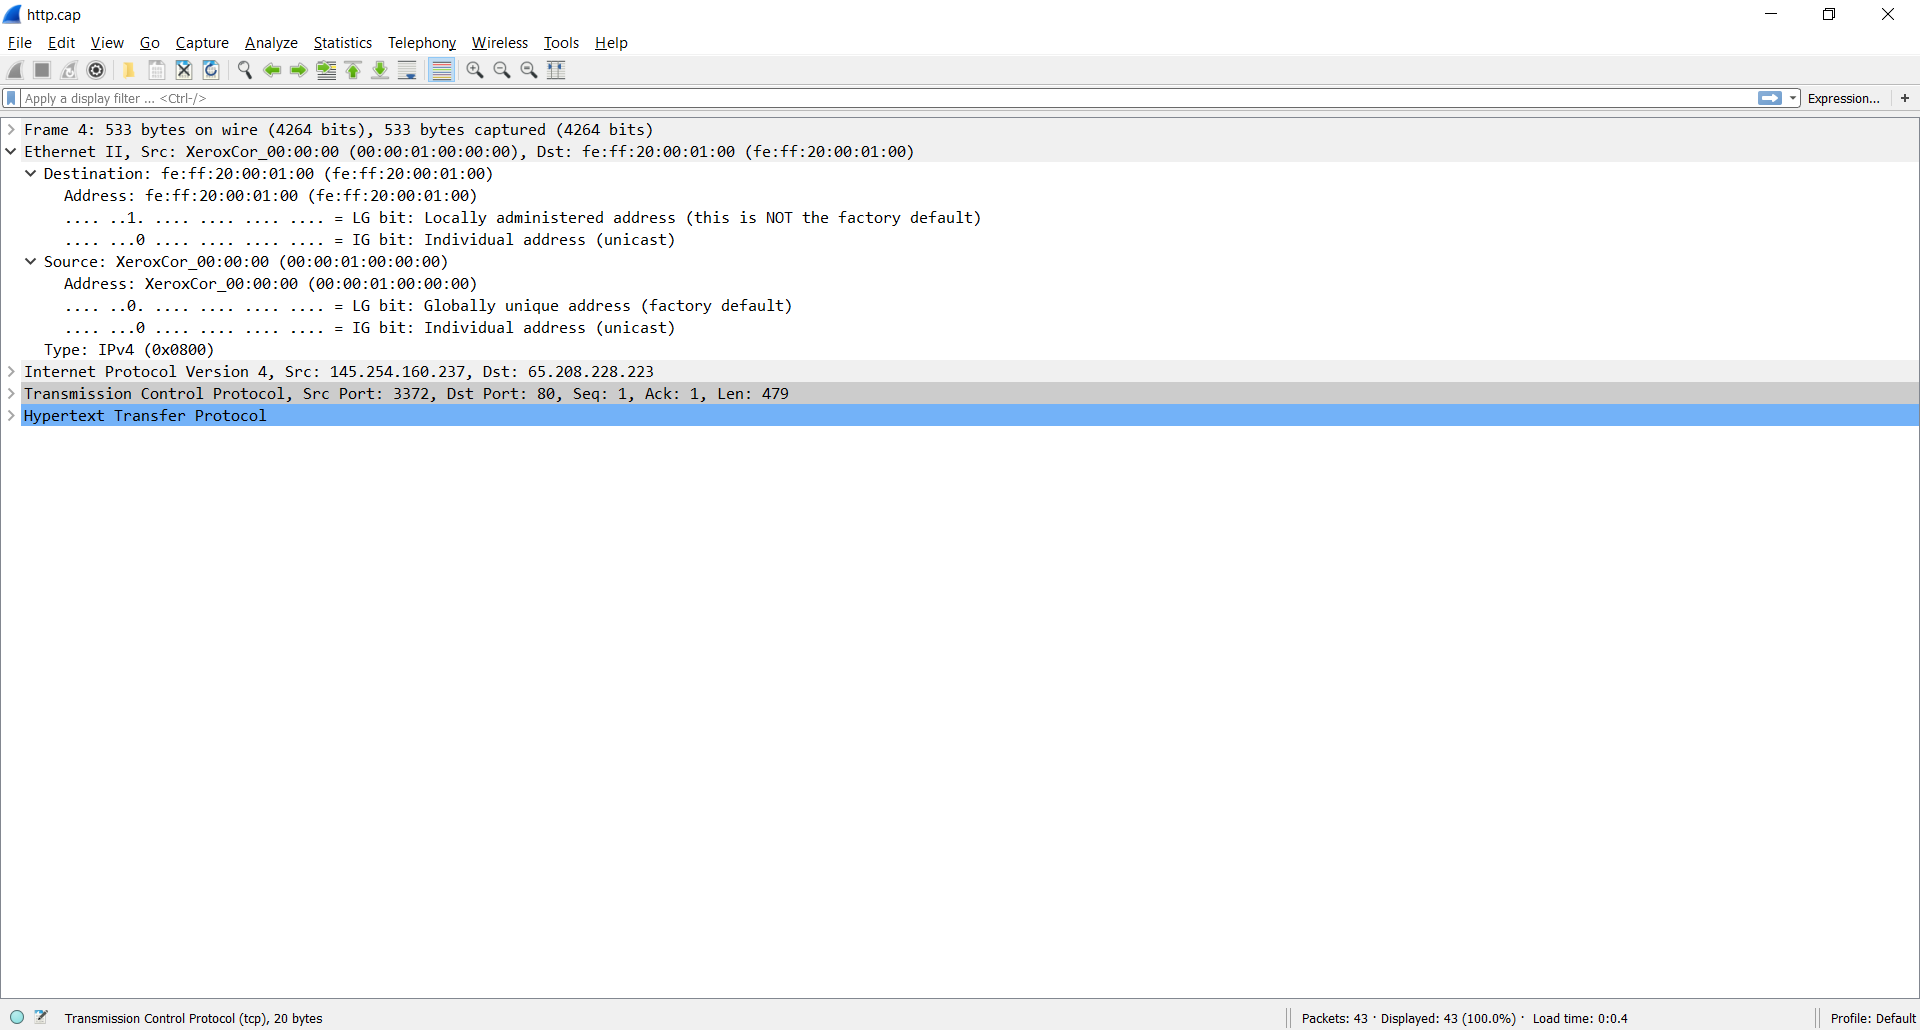 http.cap
File Edit View Go Capture Analyze Statistics Telephony Wireless Tools Help
Apply a display filter ... <Ctrl-/> Expression... +
Frame 4: 533 bytes on wire (4264 bits), 533 bytes captured (4264 bits)
Ethernet II, Src: XeroxCor_00:00:00 (00:00:01:00:00:00), Dst: fe:ff:20:00:01:00 (fe:ff:20:00:01:00)
Destination: fe:ff:20:00:01:00 (fe:ff:20:00:01:00)
Address: fe:ff:20:00:01:00 (fe:ff:20:00:01:00)
.... ..1. .... .... .... .... = LG bit: Locally administered address (this is NOT the factory default)
.... ...0 .... .... .... .... = IG bit: Individual address (unicast)
Source: XeroxCor_00:00:00 (00:00:01:00:00:00)
Address: XeroxCor_00:00:00 (00:00:01:00:00:00)
.... ..0. .... .... .... .... = LG bit: Globally unique address (factory default)
.... ...0 .... .... .... .... = IG bit: Individual address (unicast)
Type: IPv4 (0x0800)
Internet Protocol Version 4, Src: 145.254.160.237, Dst: 65.208.228.223
Transmission Control Protocol, Src Port: 3372, Dst Port: 80, Seq: 1, Ack: 1, Len: 479
Hypertext Transfer Protocol
Transmission Control Protocol (tcp), 20 bytes Packets: 43 · Displayed: 43 (100.0%) · Load time: 0:0.4 Profile: Default